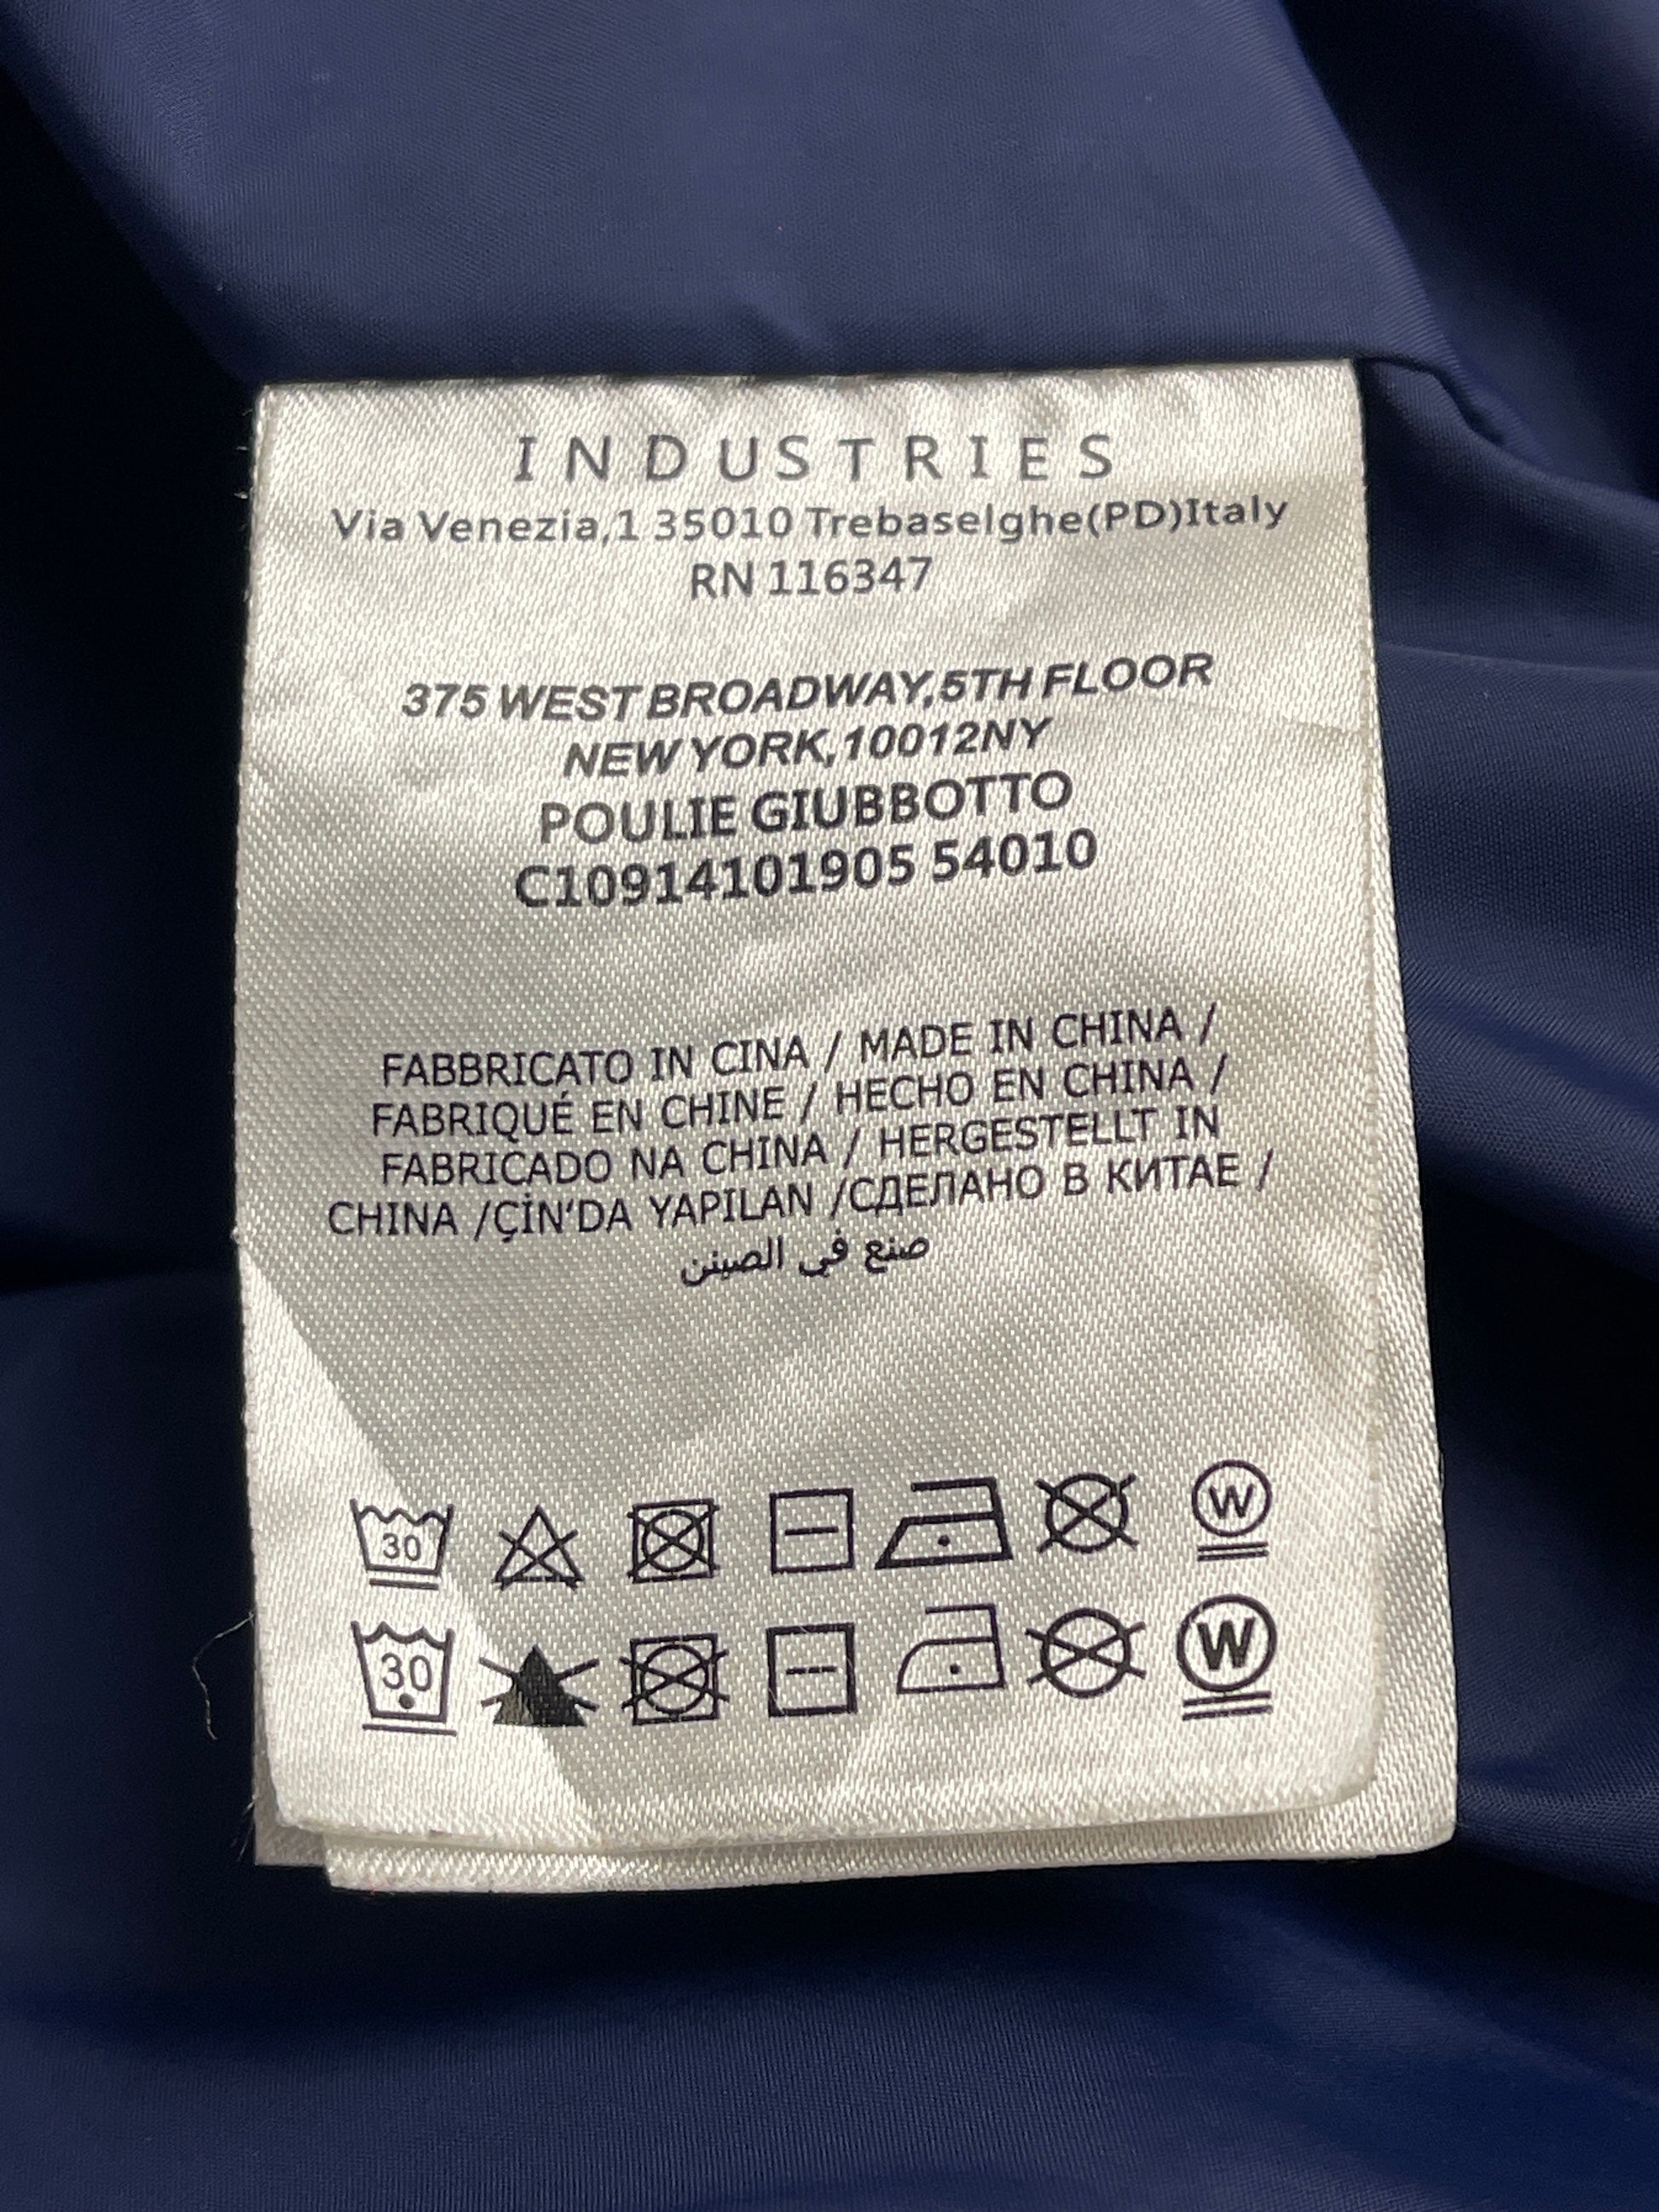 INDUSTRIES
Via Venezia,1 35010 Trebaselghe(PD)Italy
RN 116347
375 WEST BROADWAY,5TH FLOOR
NEW YORK,10012NY
POULIE GIUBBOTTO
C10914101905 54010
FABBRICATO IN CINA / MADE IN CHINA /
FABRIQUÉ EN CHINE / HECHO EN CHINA /
FABRICADO NA CHINA / HERGESTELLT IN
CHINA /ÇİN'DA YAPILAN /СДЕЛАНО В КИТАЕ /
صنع في الصينن
30 W
30 W